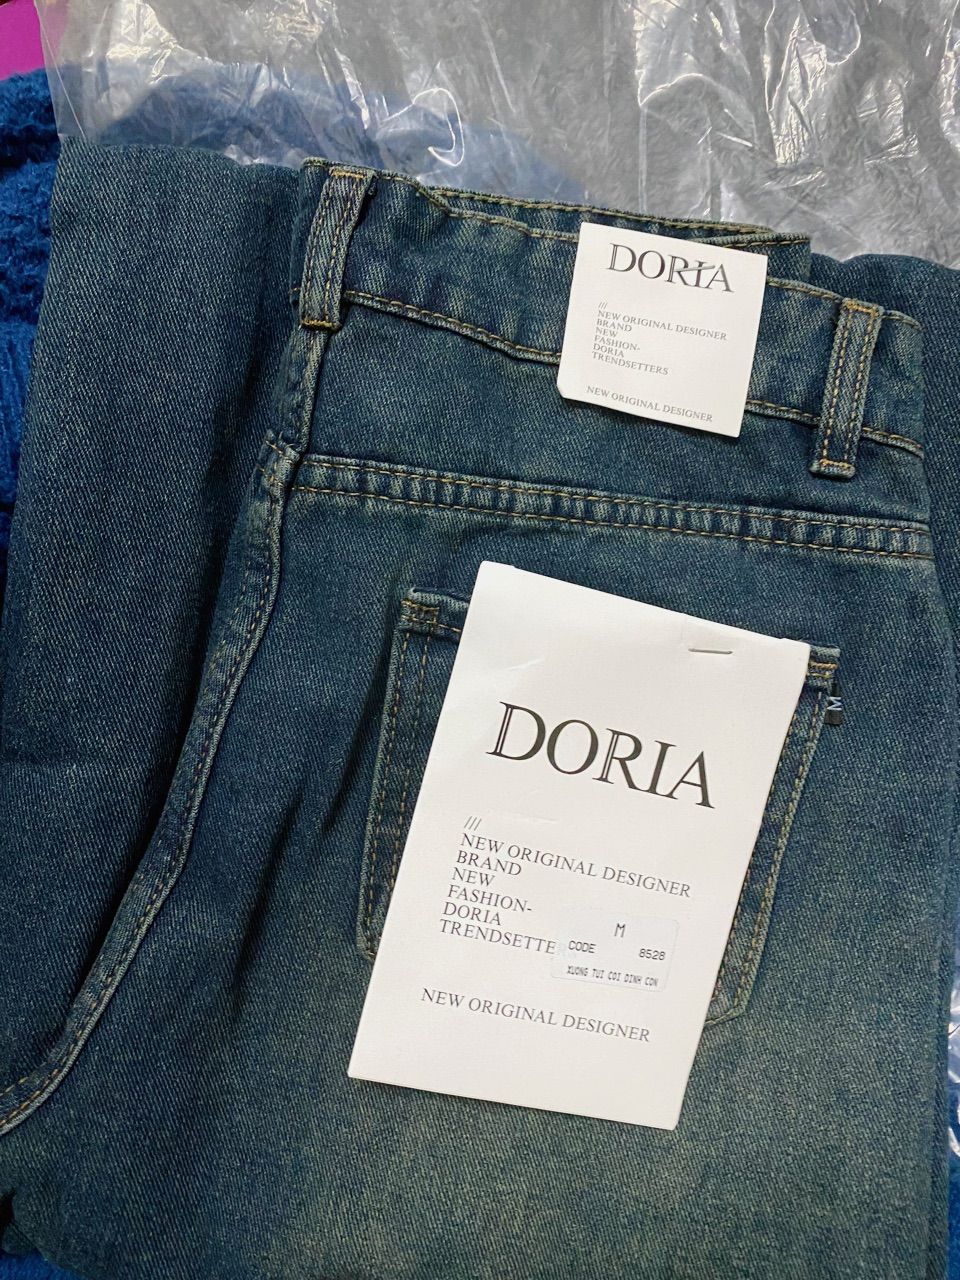 DORIA
///
NEW ORIGINAL DESIGNER
BRAND
NEW
FASHION-
DORIA
TRENDSETTERS
NEW ORIGINAL DESIGNER
M
DORIA
///
NEW ORIGINAL DESIGNER
BRAND
NEW
FASHION-
DORIA
TRENDSETTE
M
CODE 8528
XUONG TUI COI DINH CON
NEW ORIGINAL DESIGNER